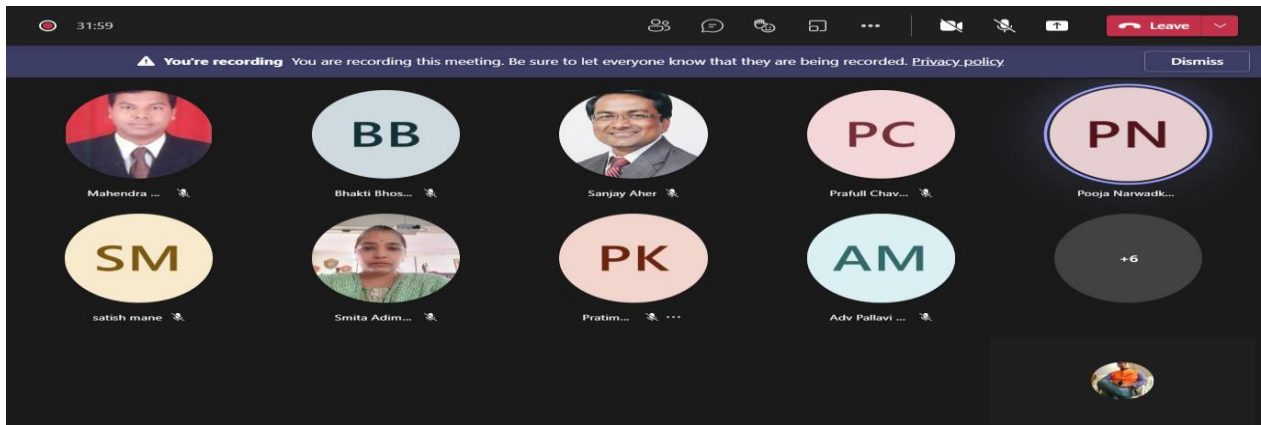 31:59 Leave
You're recording You are recording this meeting. Be sure to let everyone know that they are being recorded. Privacy policy Dismiss
BB PC PN
Mahendra ... Bhakti Bhos... Sanjay Aher Prafull Chav... Pooja Narwadk...
SM PK AM +6
satish mane Smita Adim... Pratim... ... Adv Pallavi ...